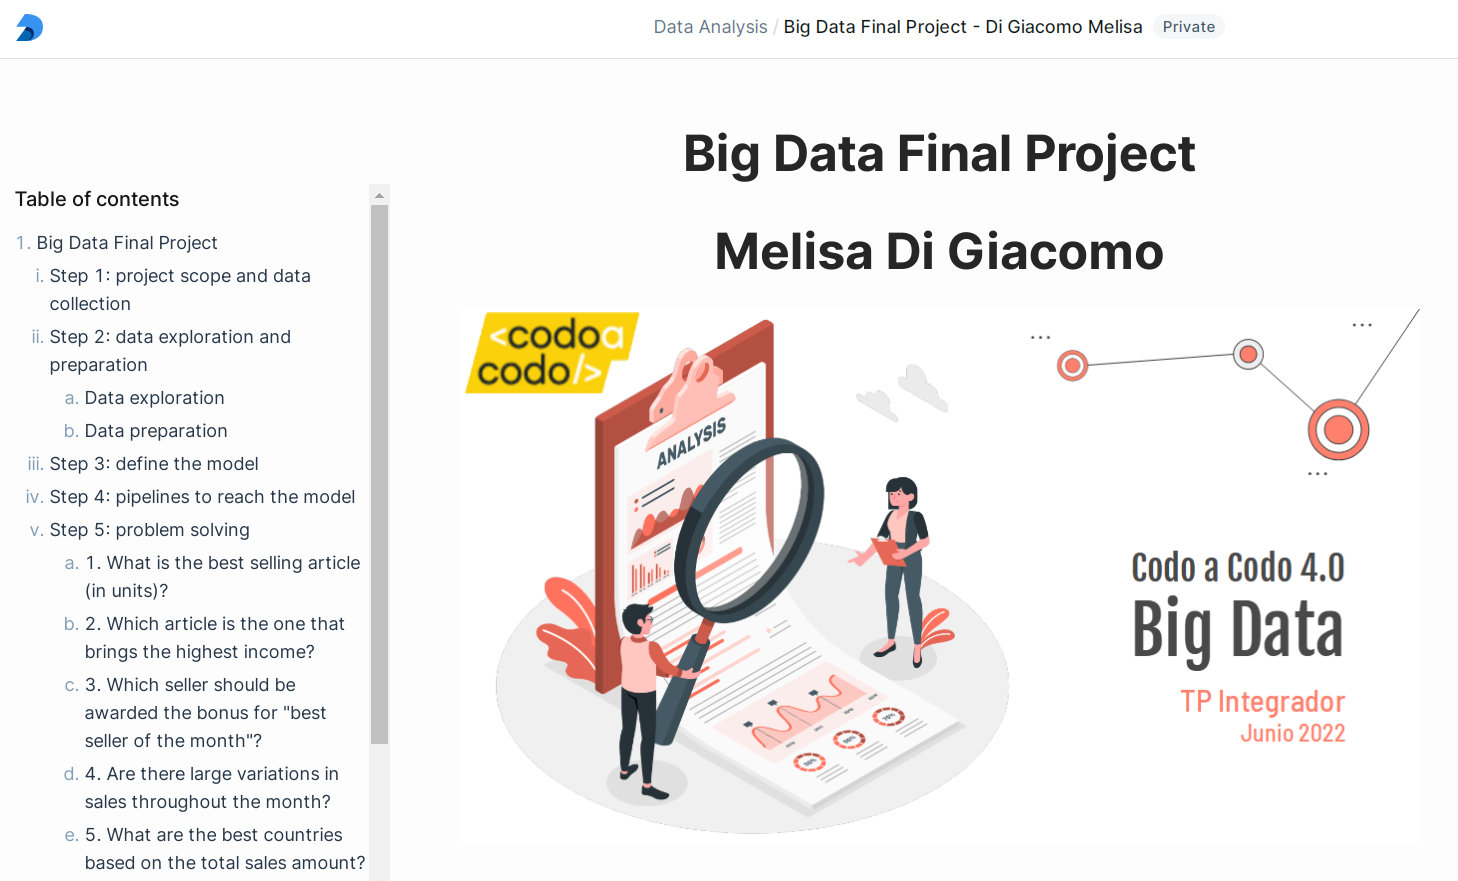 Data Analysis / Big Data Final Project - Di Giacomo Melisa Private
Big Data Final Project
Melisa Di Giacomo
Table of contents
1. Big Data Final Project
i. Step 1: project scope and data
collection
ii. Step 2: data exploration and
preparation
a. Data exploration
b. Data preparation
iii. Step 3: define the model
iv. Step 4: pipelines to reach the model
v. Step 5: problem solving
a. 1. What is the best selling article
(in units)?
b. 2. Which article is the one that
brings the highest income?
c. 3. Which seller should be
awarded the bonus for "best
seller of the month"?
d. 4. Are there large variations in
sales throughout the month?
e. 5. What are the best countries
based on the total sales amount?
<codoa
codo/>
ANALYSIS
Codo a Codo 4.0
Big Data
TP Integrador
Junio 2022